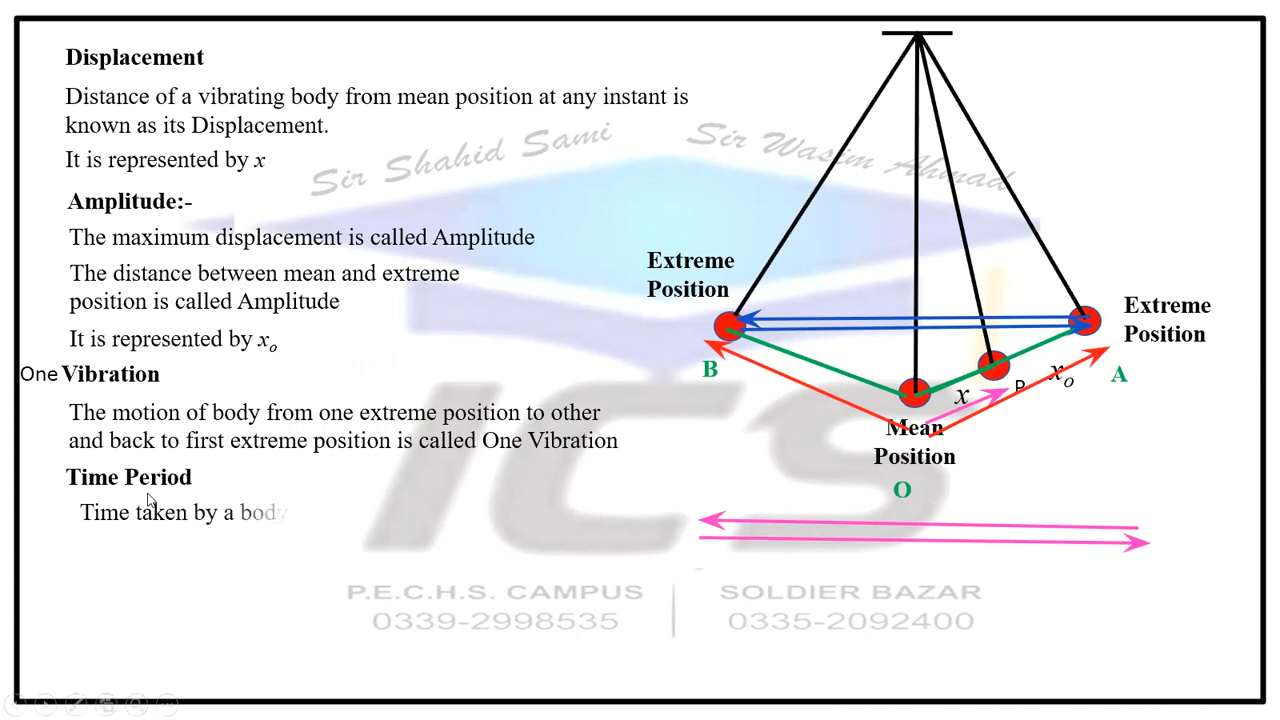 Displacement
Distance of a vibrating body from mean position at any instant is
known as its Displacement.
It is represented by x
Sir Shahid Sami
Sir Wasim Ahmad
Amplitude:-
The maximum displacement is called Amplitude
The distance between mean and extreme
position is called Amplitude
It is represented by xₒ
One Vibration
The motion of body from one extreme position to other
and back to first extreme position is called One Vibration
Time Period
Time taken by a body
Extreme
Position
B
Extreme
Position
A
xₒ
P
x
Mean
Position
O
ICS
P.E.C.H.S. CAMPUS
0339-2998535
SOLDIER BAZAR
0335-2092400